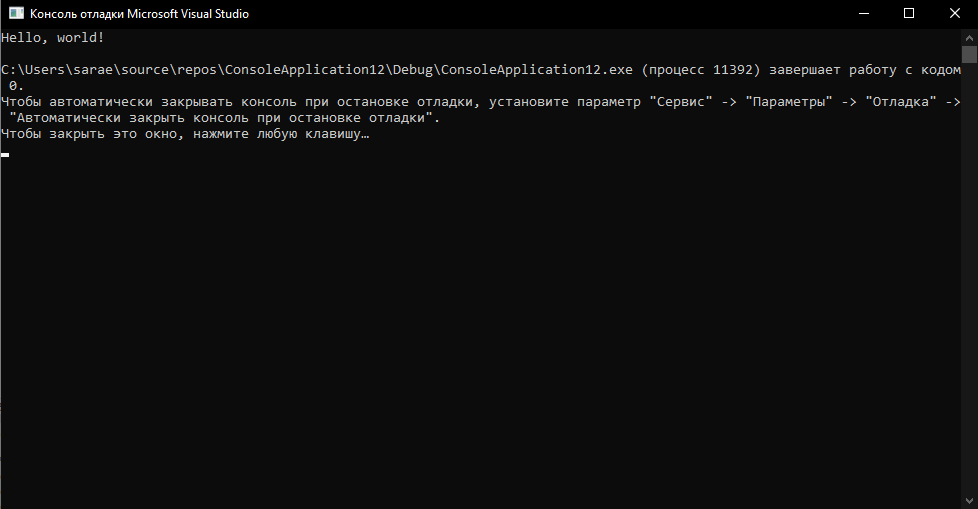 Консоль отладки Microsoft Visual Studio
Hello, world!
C:\Users\sarae\source\repos\ConsoleApplication12\Debug\ConsoleApplication12.exe (процесс 11392) завершает работу с кодом
0.
Чтобы автоматически закрывать консоль при остановке отладки, установите параметр "Сервис" -> "Параметры" -> "Отладка" ->
"Автоматически закрыть консоль при остановке отладки".
Чтобы закрыть это окно, нажмите любую клавишу…